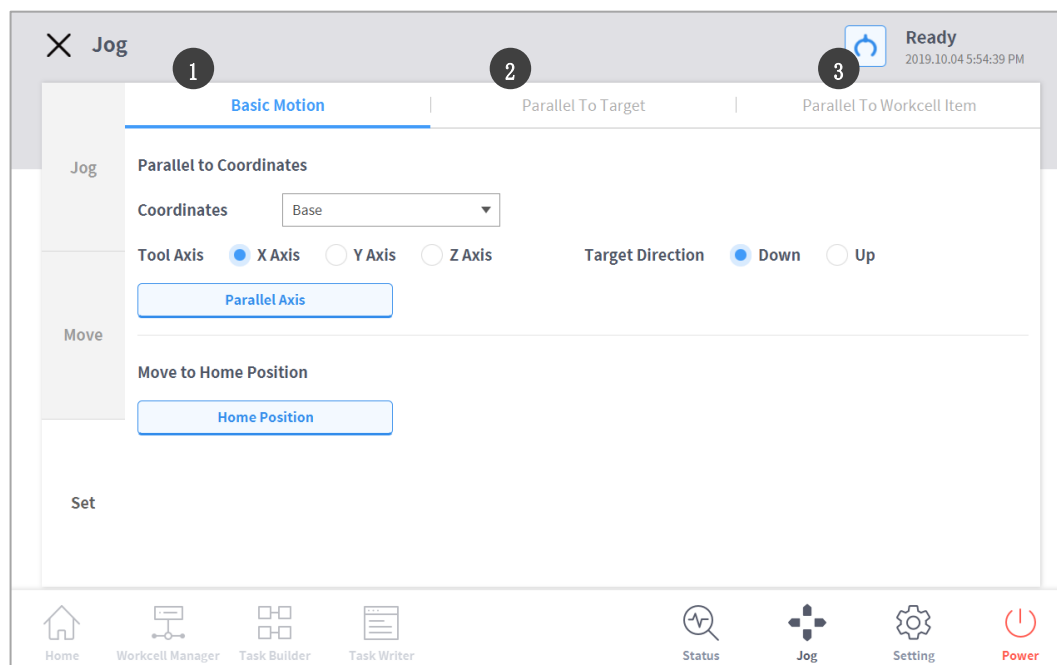 Jog
Ready
2019.10.04 5:54:39 PM
1
2
3
Basic Motion
Parallel To Target
Parallel To Workcell Item
Jog
Move
Set
Parallel to Coordinates
Coordinates Base
Tool Axis X Axis Y Axis Z Axis Target Direction Down Up
Parallel Axis
Move to Home Position
Home Position
Home Workcell Manager Task Builder Task Writer Status Jog Setting Power